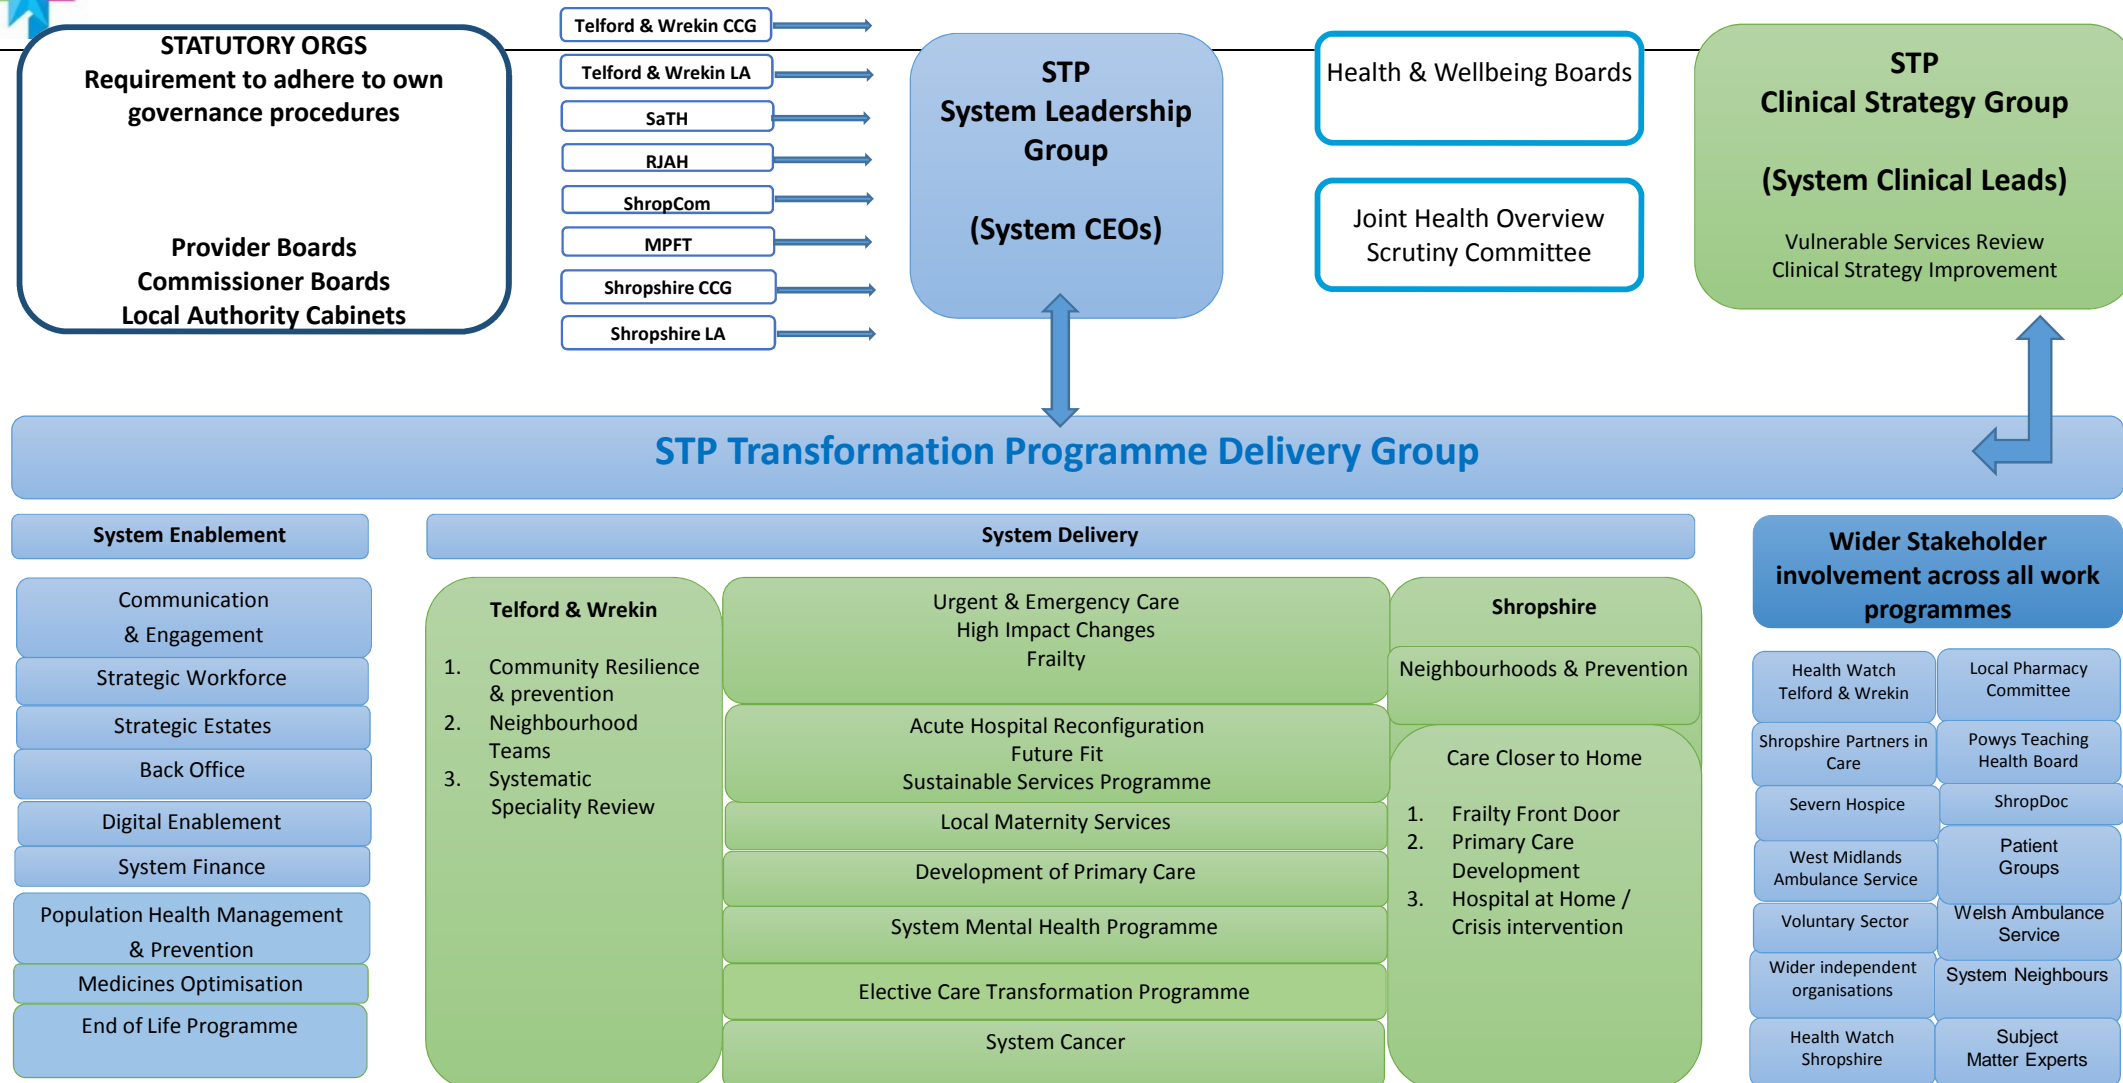 STATUTORY ORGS
Requirement to adhere to own
governance procedures
Provider Boards
Commissioner Boards
Local Authority Cabinets
Telford & Wrekin CCG
Telford & Wrekin LA
SaTH
RJAH
ShropCom
MPFT
Shropshire CCG
Shropshire LA
STP
System Leadership
Group
(System CEOs)
Health & Wellbeing Boards
Joint Health Overview
Scrutiny Committee
STP
Clinical Strategy Group
(System Clinical Leads)
Vulnerable Services Review
Clinical Strategy Improvement
STP Transformation Programme Delivery Group
System Enablement
Communication
& Engagement
Strategic Workforce
Strategic Estates
Back Office
Digital Enablement
System Finance
Population Health Management
& Prevention
Medicines Optimisation
End of Life Programme
System Delivery
Telford & Wrekin
1. Community Resilience
& prevention
2. Neighbourhood
Teams
3. Systematic
Speciality Review
Urgent & Emergency Care
High Impact Changes
Frailty
Acute Hospital Reconfiguration
Future Fit
Sustainable Services Programme
Local Maternity Services
Development of Primary Care
System Mental Health Programme
Elective Care Transformation Programme
System Cancer
Shropshire
Neighbourhoods & Prevention
Care Closer to Home
1. Frailty Front Door
2. Primary Care
Development
3. Hospital at Home /
Crisis intervention
Wider Stakeholder
involvement across all work
programmes
Health Watch
Telford & Wrekin
Shropshire Partners in
Care
Severn Hospice
West Midlands
Ambulance Service
Voluntary Sector
Wider independent
organisations
Health Watch
Shropshire
Local Pharmacy
Committee
Powys Teaching
Health Board
ShropDoc
Patient
Groups
Welsh Ambulance
Service
System Neighbours
Subject
Matter Experts